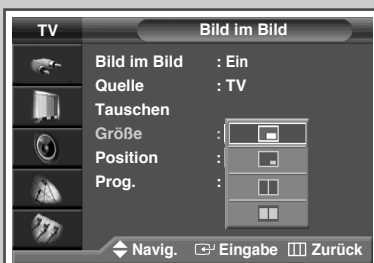 TV
Bild im Bild
Bild im Bild : Ein
Quelle : TV
Tauschen
Größe :
Position :
Prog. :
Navig. Eingabe Zurück